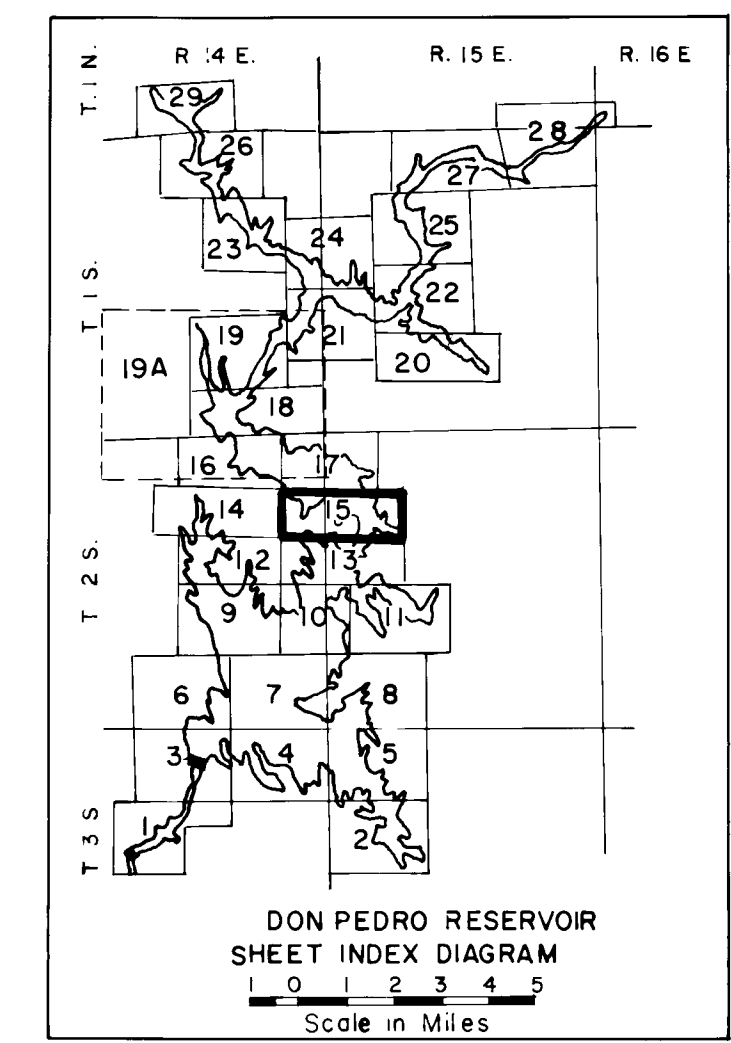 R 14 E.
R. 15 E.
R. 16 E
T. 1 N.
29
28
26
27
25
24
23
T 1 S.
22
19
21
19A
20
18
16
17
14
15
12
13
T 2 S.
9
10
11
6
7
8
3
4
5
T 3 S
1
2
DON PEDRO RESERVOIR
SHEET INDEX DIAGRAM
1 0 1 2 3 4 5
Scale in Miles